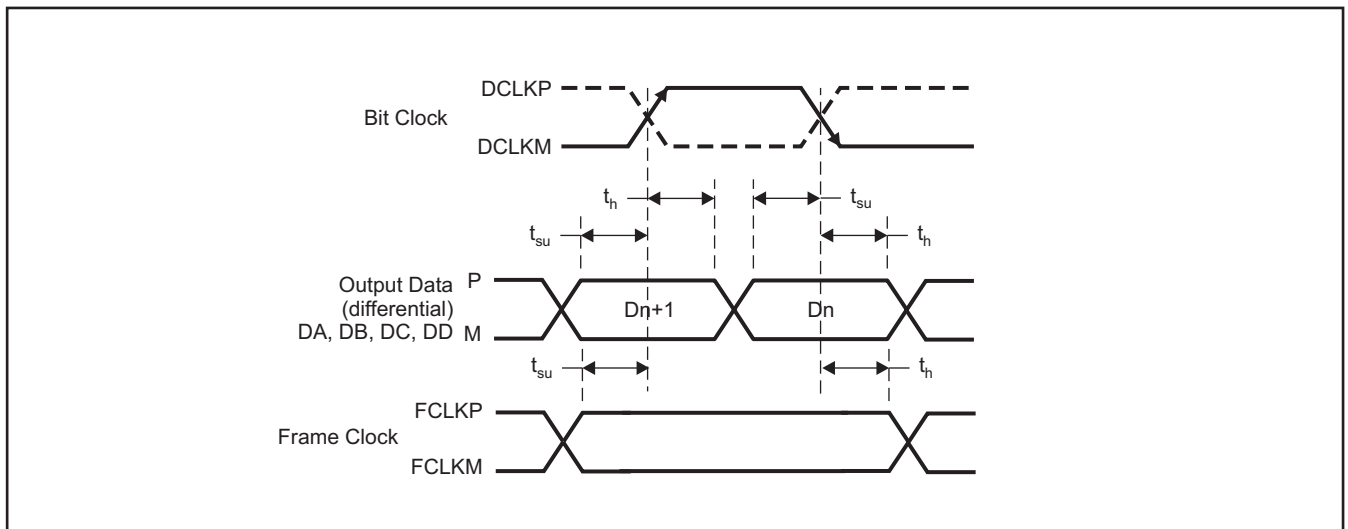 DCLKP
Bit Clock
DCLKM
t_h
t_su
t_su
t_h
Output Data
(differential)
DA, DB, DC, DD
P
M
Dn+1
Dn
t_su
t_h
FCLKP
Frame Clock
FCLKM